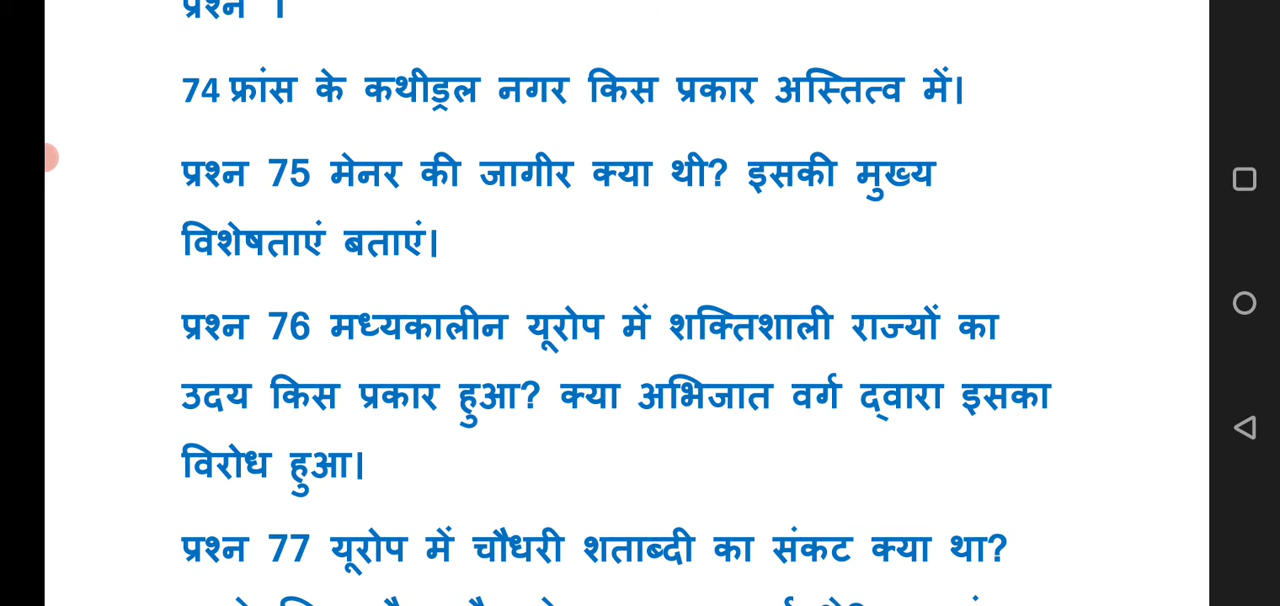 प्रश्न ।
74 फ्रांस के कथीड्रल नगर किस प्रकार अस्तित्व में।
प्रश्न 75 मेनर की जागीर क्या थी? इसकी मुख्य
विशेषताएं बताएं।
प्रश्न 76 मध्यकालीन यूरोप में शक्तिशाली राज्यों का
उदय किस प्रकार हुआ? क्या अभिजात वर्ग द्वारा इसका
विरोध हुआ।
प्रश्न 77 यूरोप में चौधरी शताब्दी का संकट क्या था?